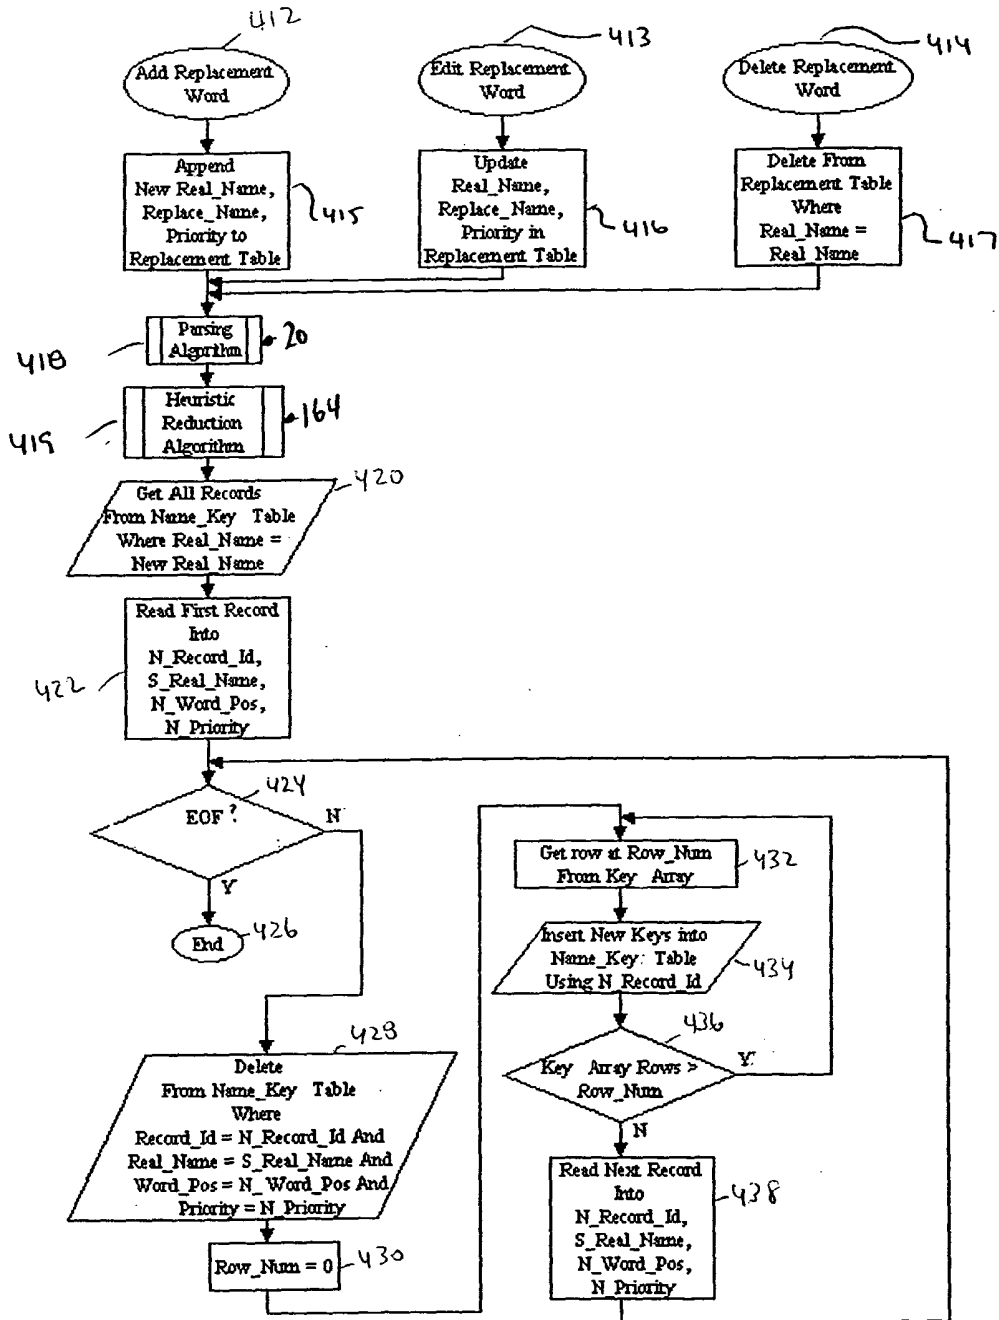 412
Add Replacement
Word
413
Edit Replacement
Word
414
Delete Replacement
Word
Append
New Real_Name,
Replace_Name,
Priority to
Replacement Table
415
Update
Real_Name,
Replace_Name,
Priority in
Replacement Table
416
Delete From
Replacement Table
Where
Real_Name =
Real_Name
417
418
Parsing
Algorithm
20
419
Heuristic
Reduction
Algorithm
164
Get All Records
From Name_Key Table
Where Real_Name =
New Real_Name
420
422
Read First Record
Into
N_Record_Id,
S_Real_Name,
N_Word_Pos,
N_Priority
424
EOF?
N
Y
End
426
428
Delete
From Name_Key Table
Where
Record_Id = N_Record_Id And
Real_Name = S_Real_Name And
Word_Pos = N_ Word_Pos And
Priority = N_Priority
Row_Num = 0
430
Get row at Row_Num
From Key Array
432
Insert New Keys into
Name_Key: Table
Using N_Record_Id
434
436
Key Array Rows >
Row_Num
Y
N
Read Next Record
Into
N_Record_Id,
S_Real_Name,
N_Word_Pos,
N_Priority
438